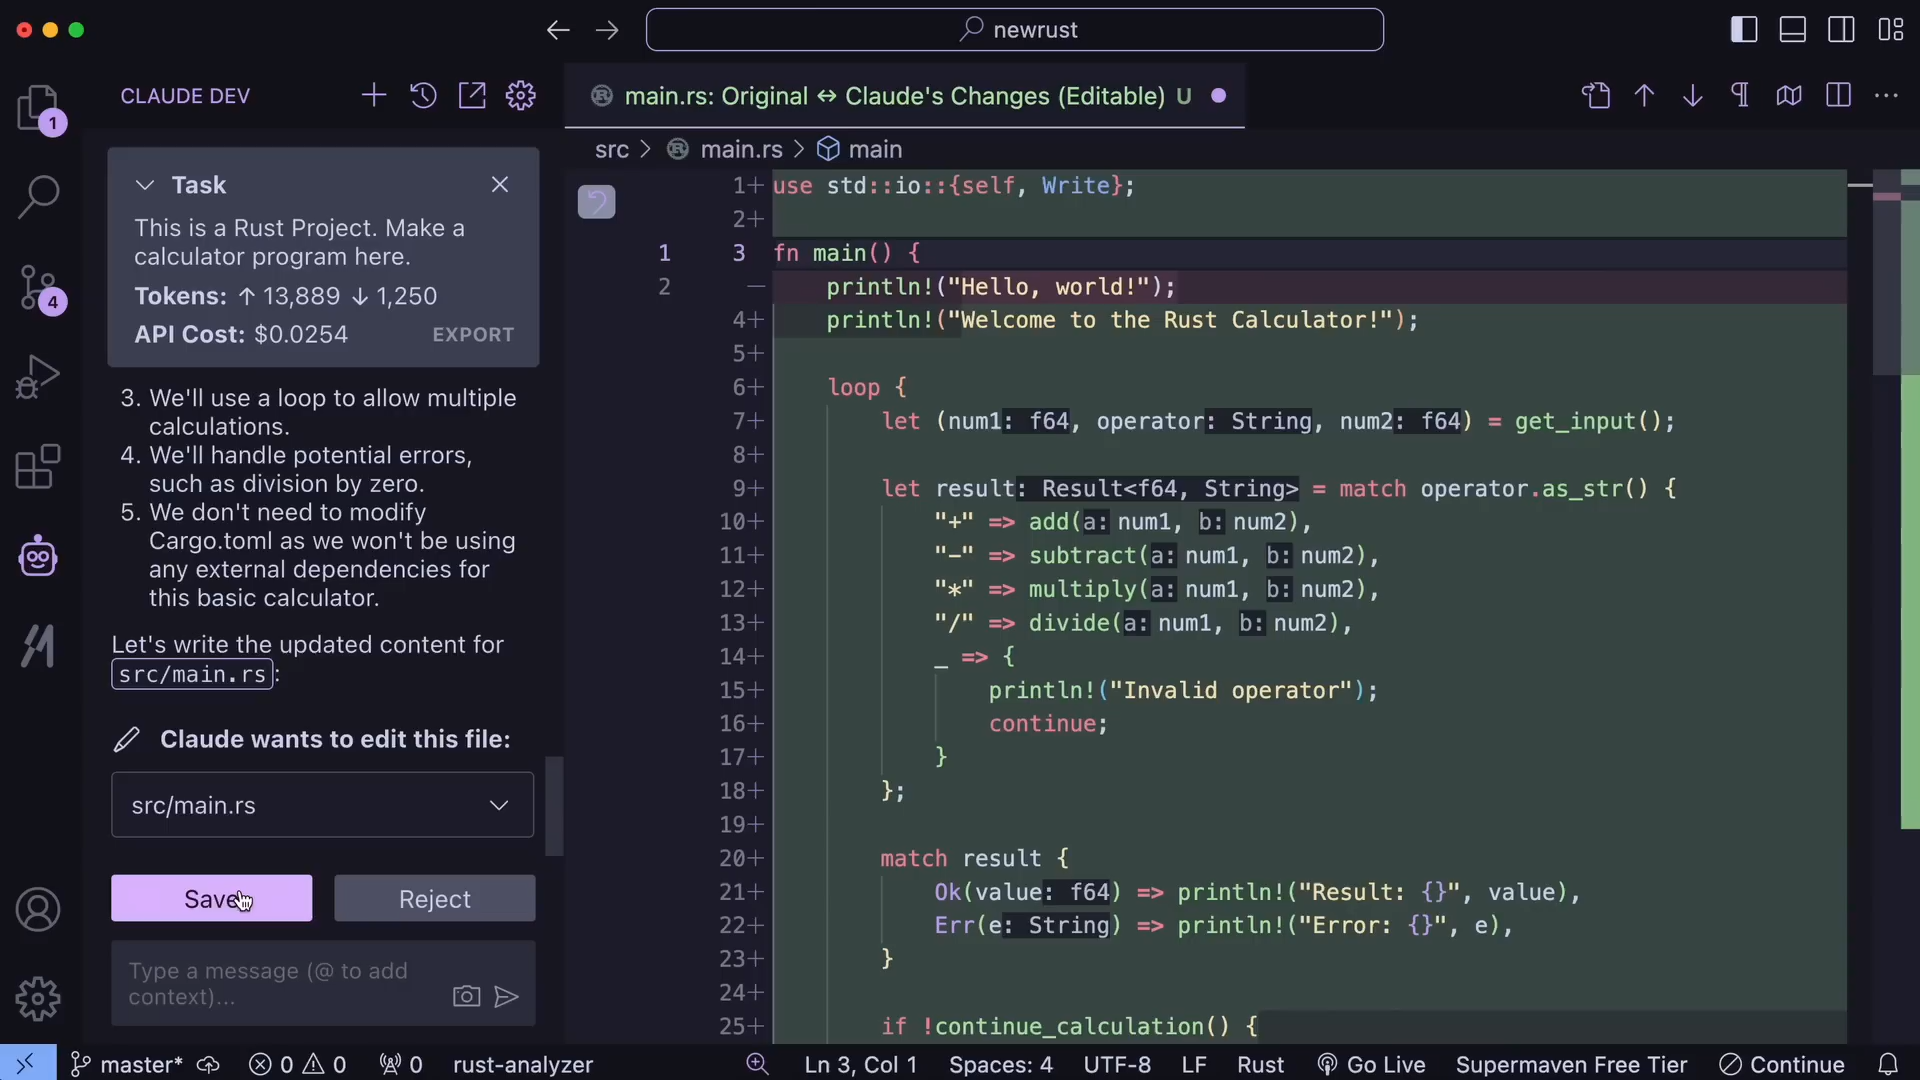 newrust
CLAUDE DEV
main.rs: Original ↔ Claude's Changes (Editable) U
src > main.rs > main
1
4
Task
This is a Rust Project. Make a
calculator program here.
Tokens: ↑ 13,889 ↓ 1,250
API Cost: $0.0254
EXPORT
3. We'll use a loop to allow multiple
calculations.
4. We'll handle potential errors,
such as division by zero.
5. We don't need to modify
Cargo.toml as we won't be using
any external dependencies for
this basic calculator.
Let's write the updated content for
src/main.rs:
Claude wants to edit this file:
src/main.rs
Save
Reject
Type a message (@ to add
context)...
1+ use std::io::{self, Write};
2+
1 3 fn main() {
2 — println!("Hello, world!");
4+ println!("Welcome to the Rust Calculator!");
5+
6+ loop {
7+ let (num1: f64, operator: String, num2: f64) = get_input();
8+
9+ let result: Result<f64, String> = match operator.as_str() {
10+ "+" => add(a: num1, b: num2),
11+ "-" => subtract(a: num1, b: num2),
12+ "*" => multiply(a: num1, b: num2),
13+ "/" => divide(a: num1, b: num2),
14+ _ => {
15+ println!("Invalid operator");
16+ continue;
17+ }
18+ };
19+
20+ match result {
21+ Ok(value: f64) => println!("Result: {}", value),
22+ Err(e: String) => println!("Error: {}", e),
23+ }
24+
25+ if !continue_calculation() {
master* 0 0 0 rust-analyzer Ln 3, Col 1 Spaces: 4 UTF-8 LF Rust Go Live Supermaven Free Tier Continue